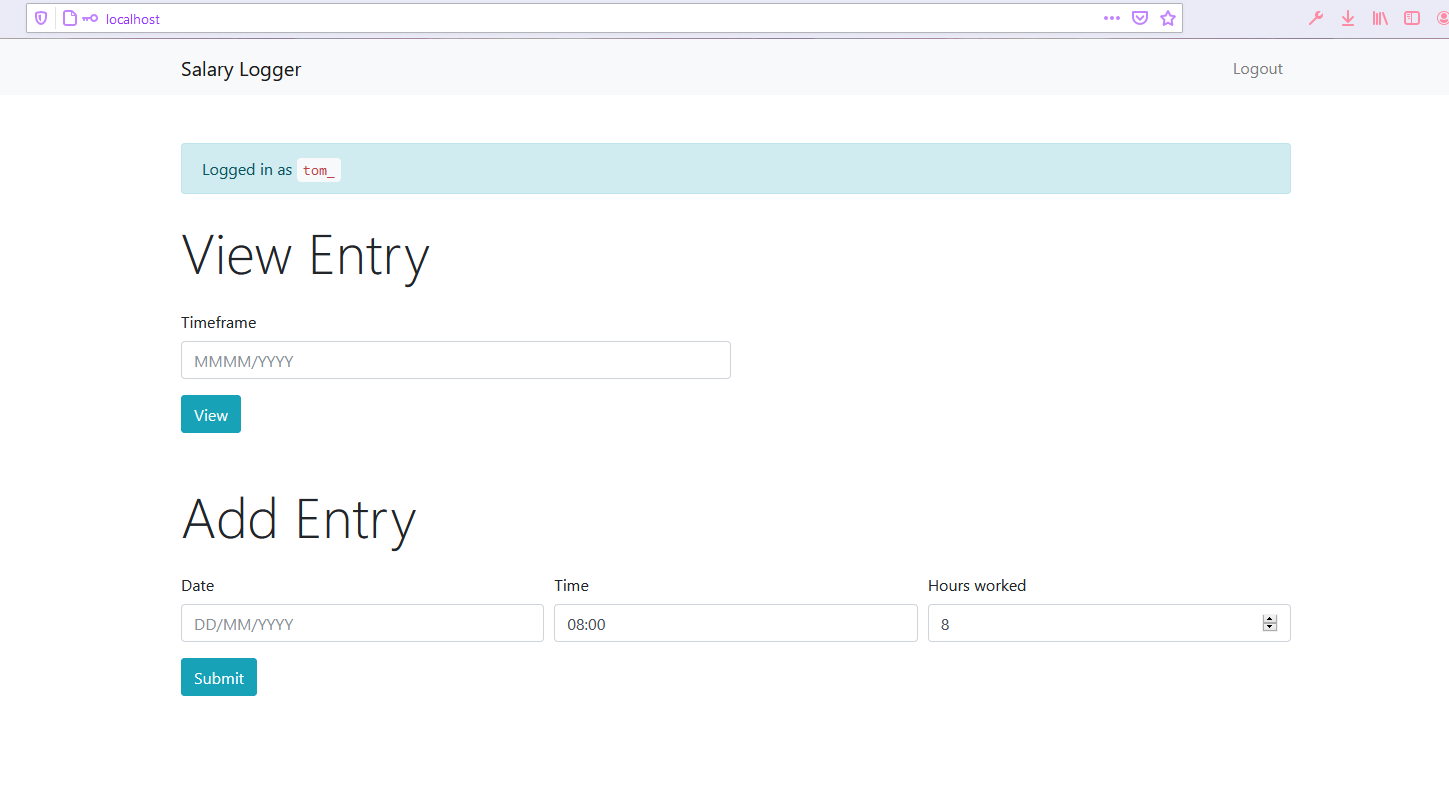 localhost
Salary Logger
Logout
Logged in as tom_
View Entry
Timeframe
MMMM/YYYY
View
Add Entry
Date Time Hours worked
DD/MM/YYYY 08:00 8
Submit